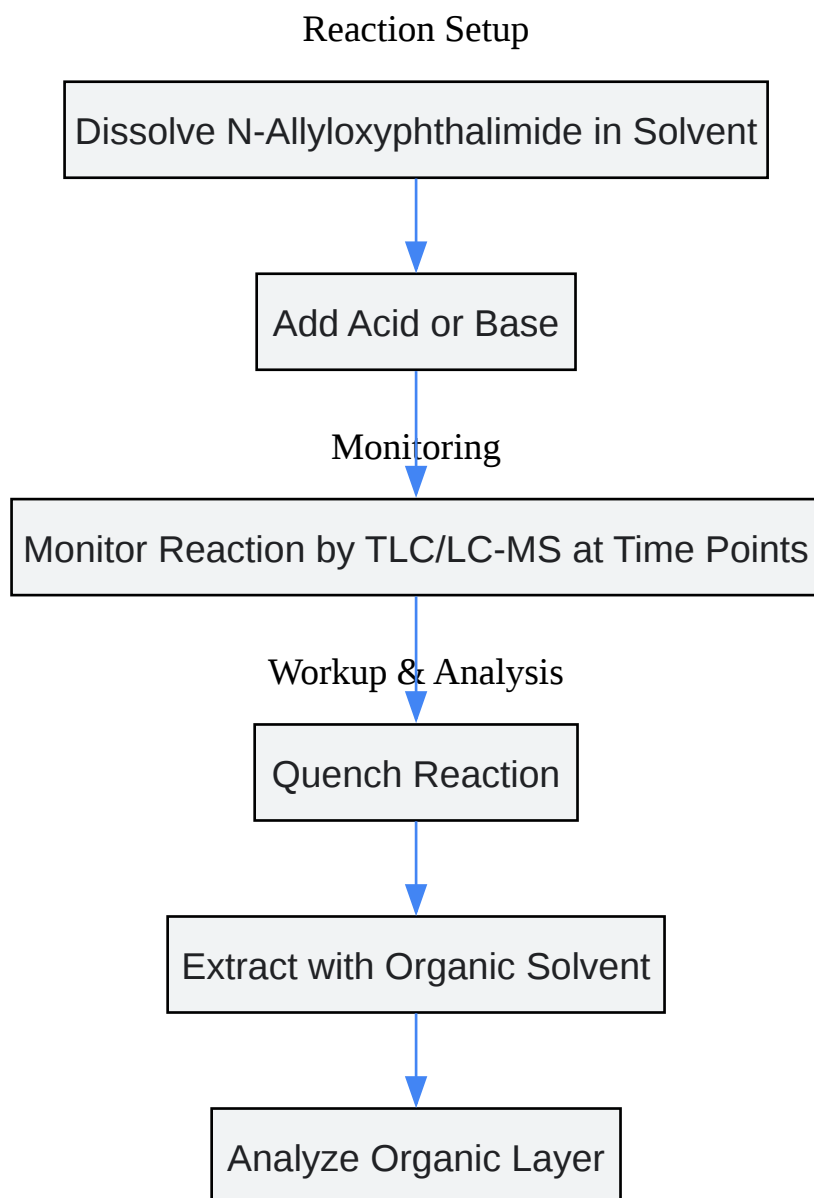 Reaction Setup
Dissolve N-Allyloxyphthalimide in Solvent
Add Acid or Base
Monitoring
Monitor Reaction by TLC/LC-MS at Time Points
Workup & Analysis
Quench Reaction
Extract with Organic Solvent
Analyze Organic Layer